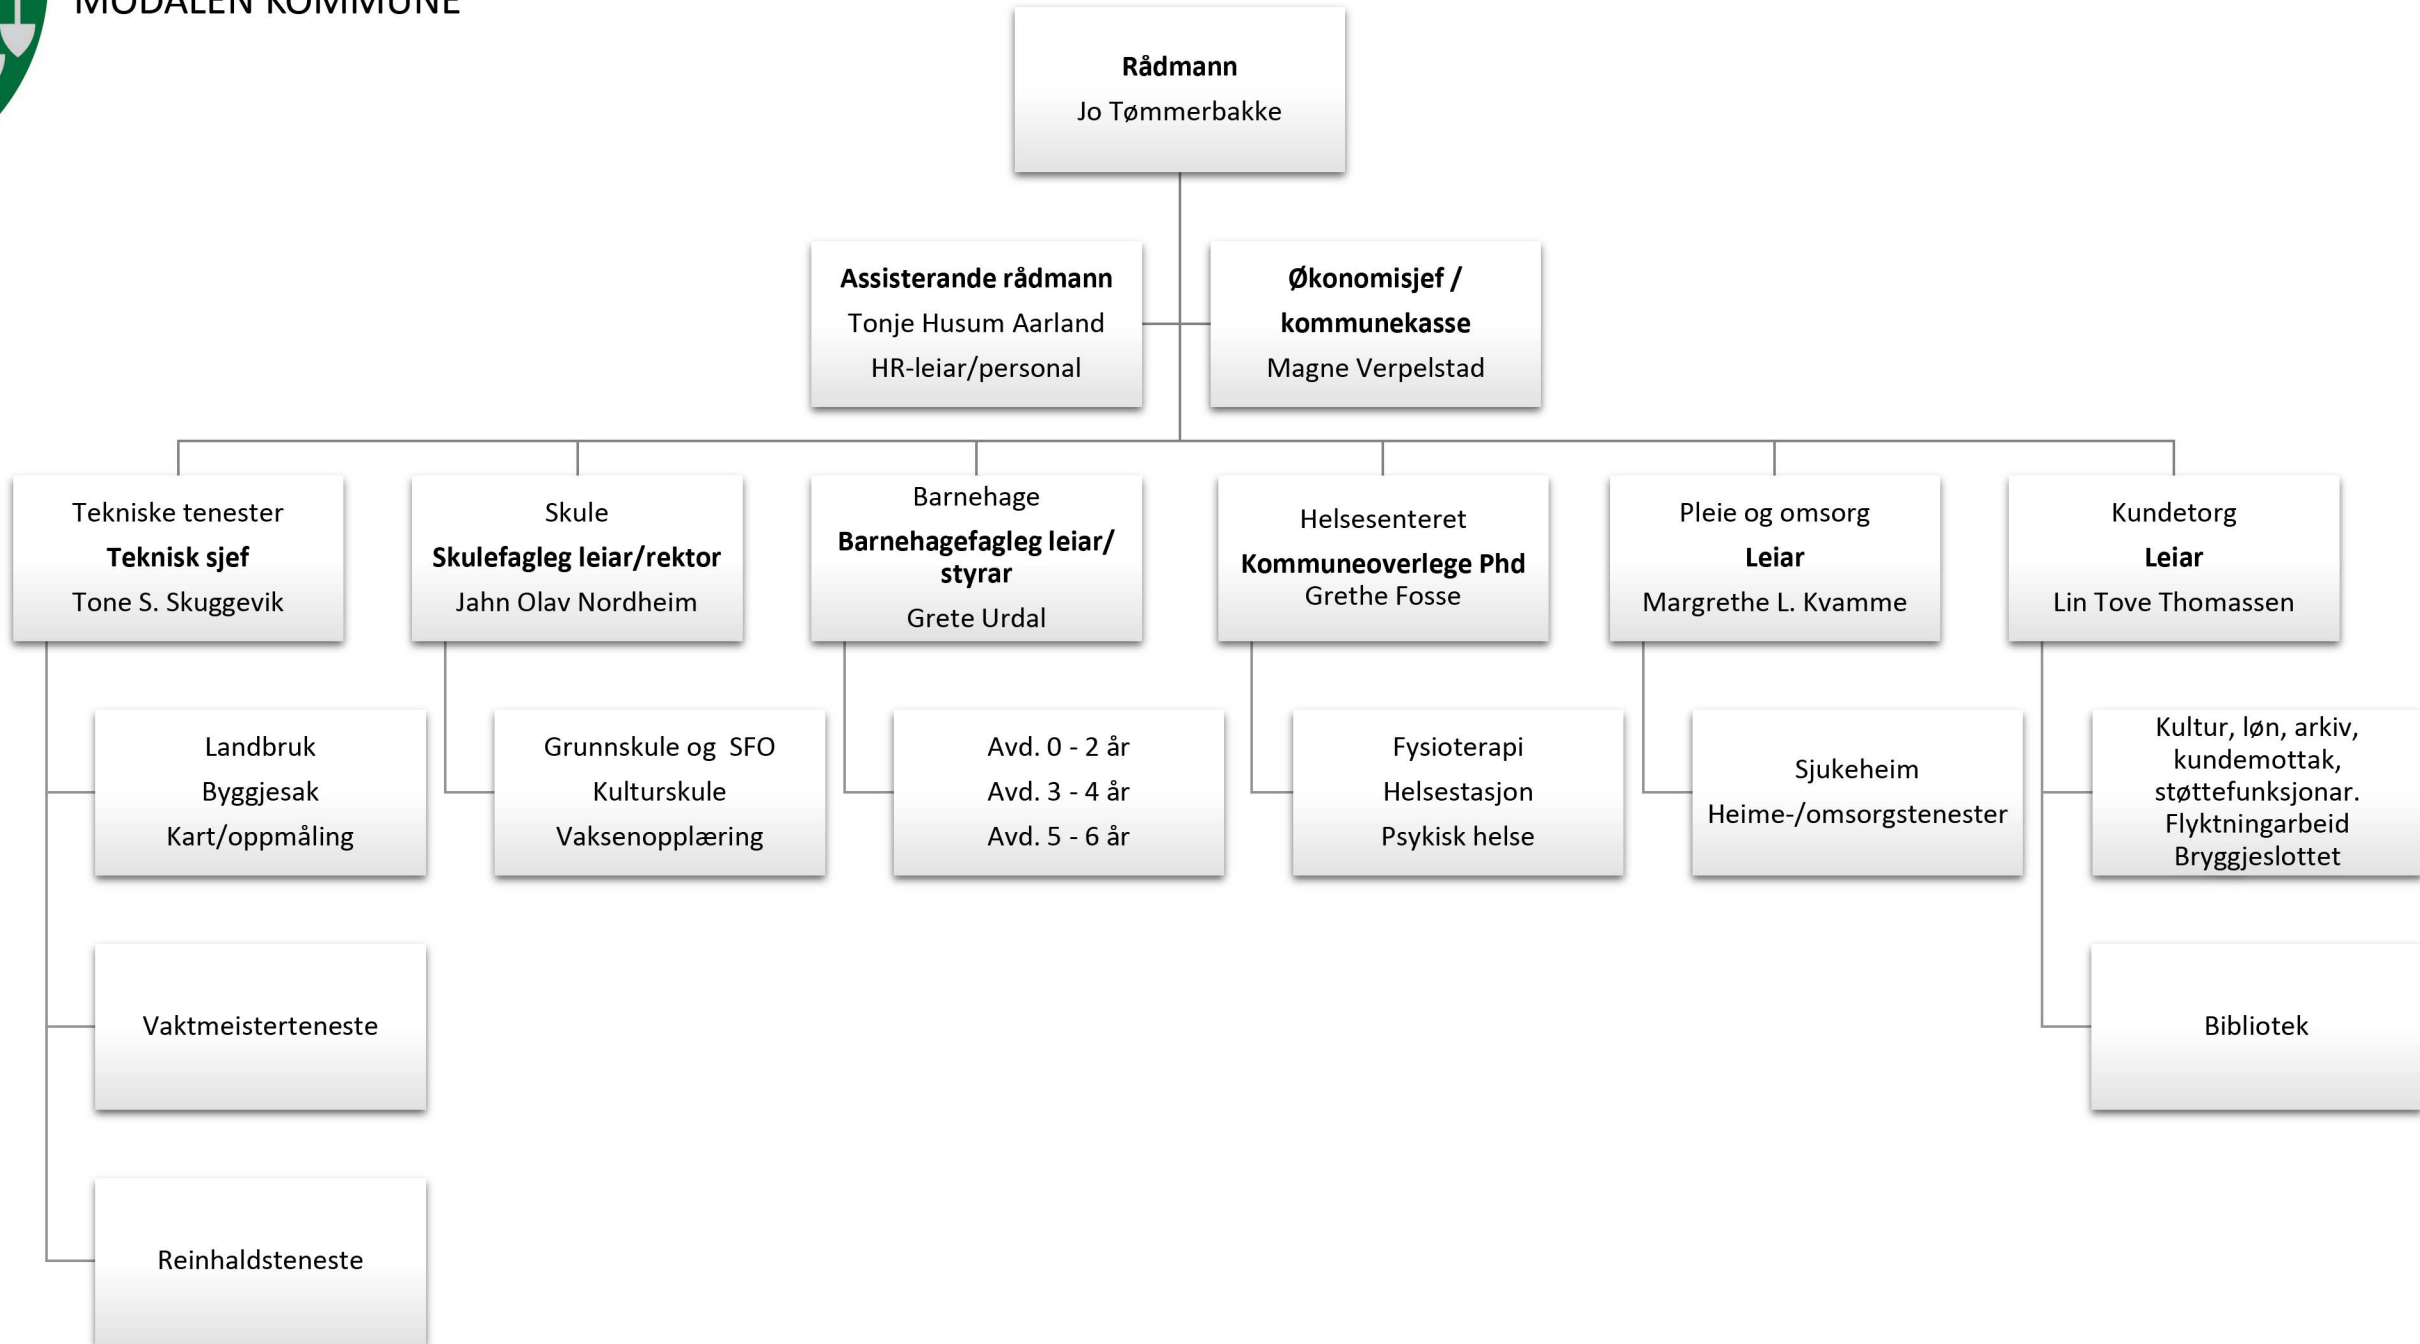 MODALEN KOMMUNE
Rådmann
Jo Tømmerbakke
Assisterande rådmann
Tonje Husum Aarland
HR-leiar/personal
Økonomisjef /
kommunekasse
Magne Verpelstad
Tekniske tenester
Teknisk sjef
Tone S. Skuggevik
Skule
Skulefagleg leiar/rektor
Jahn Olav Nordheim
Barnehage
Barnehagefagleg leiar/
styrar
Grete Urdal
Helsesenteret
Kommuneoverlege Phd
Grethe Fosse
Pleie og omsorg
Leiar
Margrethe L. Kvamme
Kundetorg
Leiar
Lin Tove Thomassen
Landbruk
Byggjesak
Kart/oppmåling
Grunnskule og  SFO
Kulturskule
Vaksenopplæring
Avd. 0 - 2 år
Avd. 3 - 4 år
Avd. 5 - 6 år
Fysioterapi
Helsestasjon
Psykisk helse
Sjukeheim
Heime-/omsorgstenester
Kultur, løn, arkiv,
kundemottak,
støttefunksjonar.
Flyktningarbeid
Bryggjeslottet
Vaktmeisterteneste
Bibliotek
Reinhaldsteneste